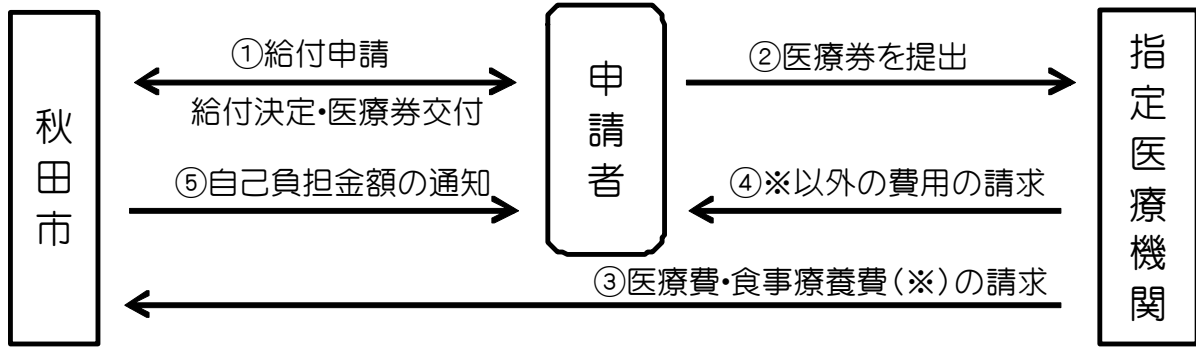 秋田市
①給付申請
給付決定・医療券交付
⑤自己負担金額の通知
申請者
②医療券を提出
④※以外の費用の請求
③医療費・食事療養費(※)の請求
指定医療機関